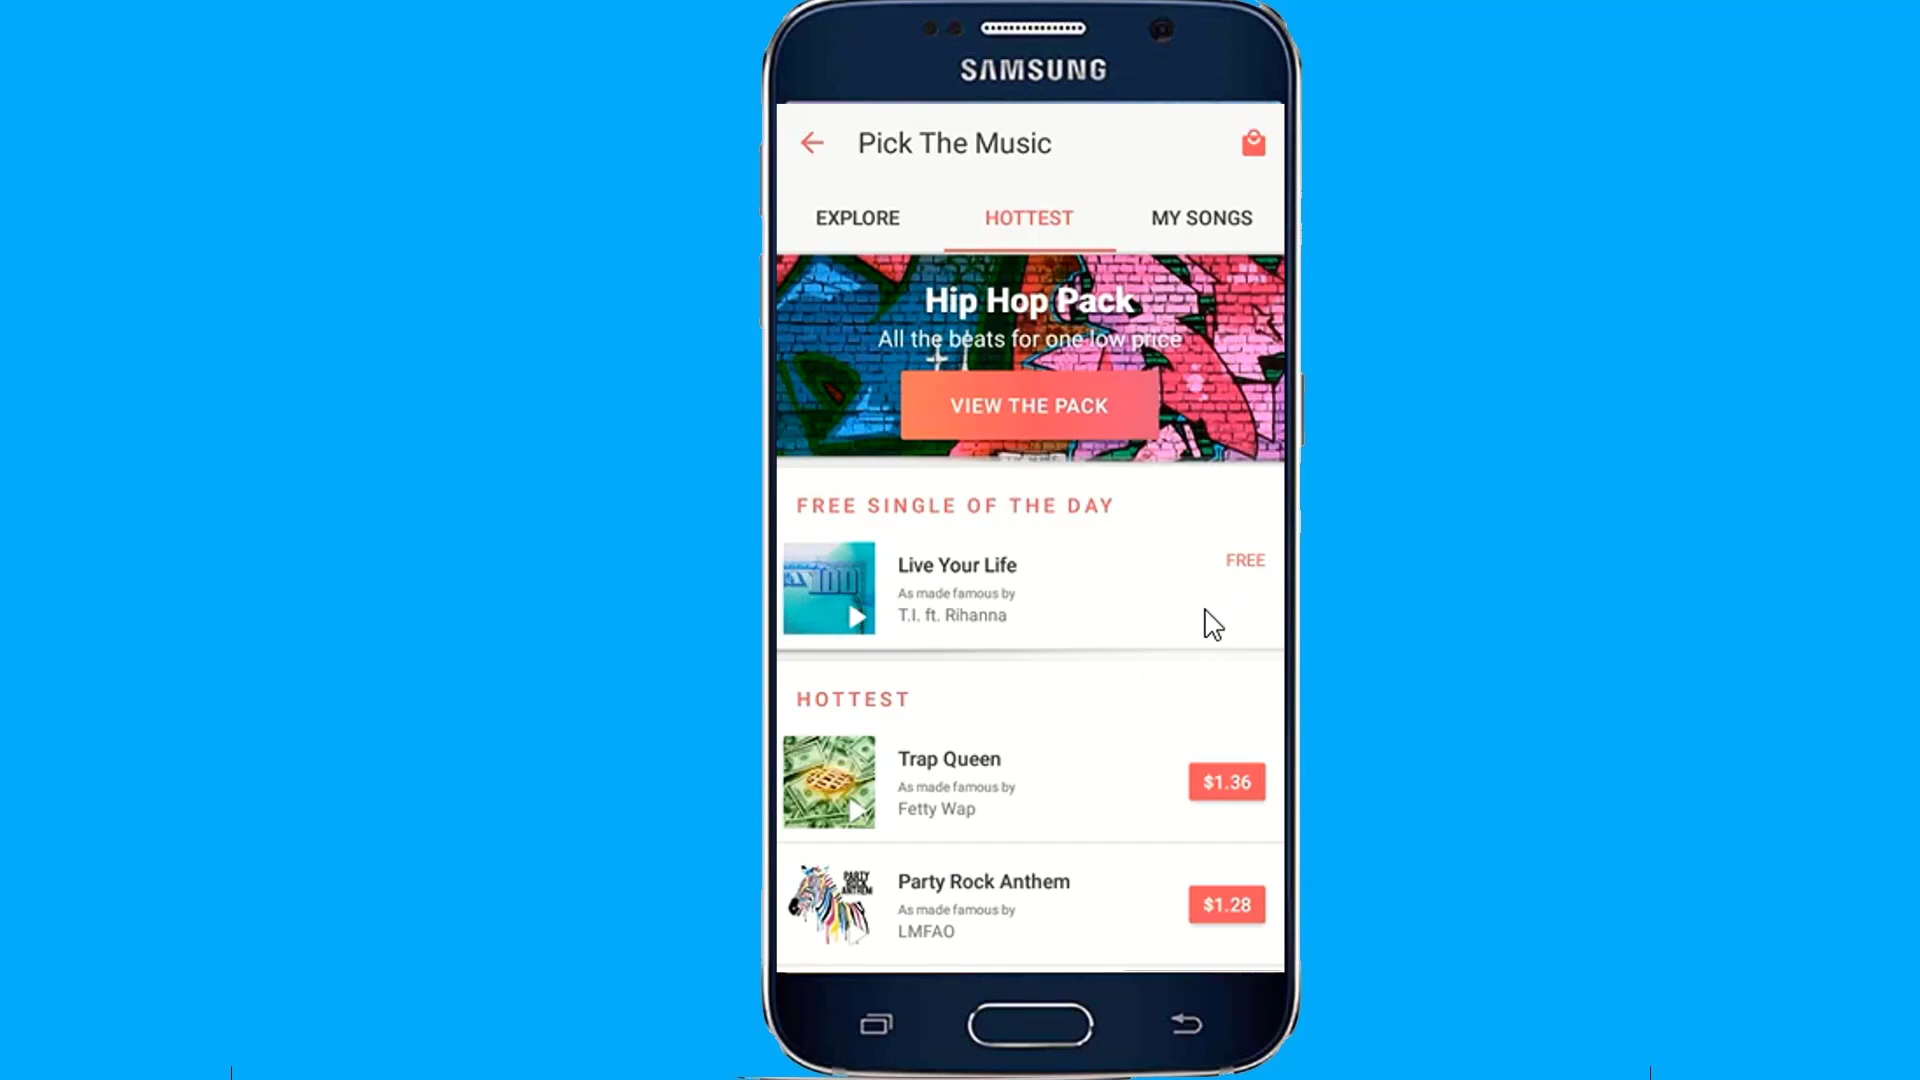 SAMSUNG
Pick The Music
EXPLORE
HOTTEST
MY SONGS
Hip Hop Pack
All the beats for one low price
VIEW THE PACK
FREE SINGLE OF THE DAY
Live Your Life
FREE
As made famous by
T.I. ft. Rihanna
HOTTEST
Trap Queen
As made famous by
Fetty Wap
$1.36
PARTY
ROCK
ANTHEM
Party Rock Anthem
As made famous by
LMFAO
$1.28